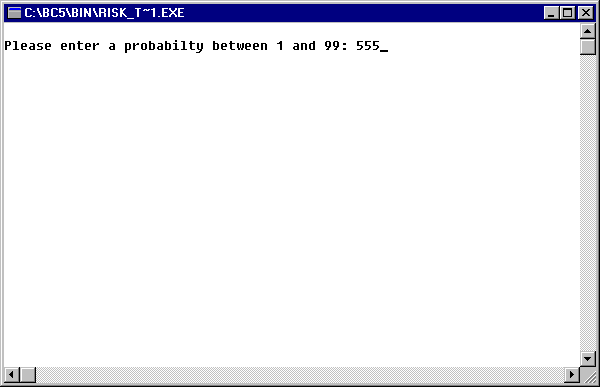 C:\BC5\BIN\RISK_T~1.EXE
Please enter a probabilty between 1 and 99: 555_